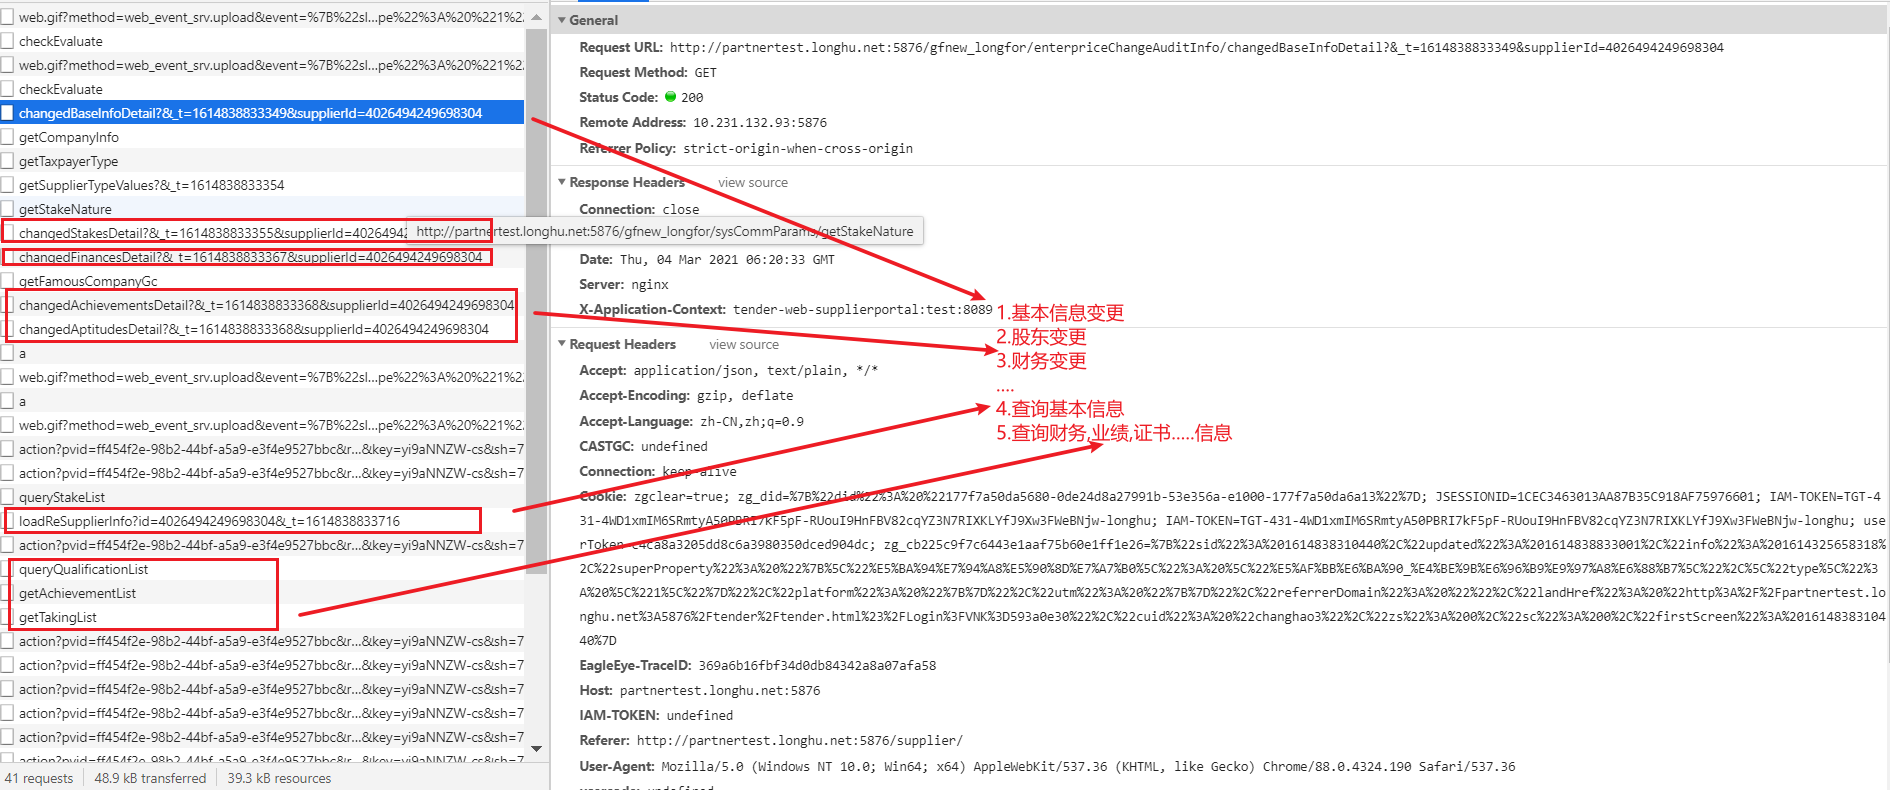 web.gif?method=web_event_srv.upload&event=%7B%22sl...pe%22%3A%20%221%22...
checkEvaluate
web.gif?method=web_event_srv.upload&event=%7B%22sl...pe%22%3A%20%221%22...
checkEvaluate
changedBaseInfoDetail?&_t=1614838833349&supplierId=4026494249698304
getCompanyInfo
getTaxpayerType
getSupplierTypeValues?&_t=1614838833354
getStakeNature
changedStakesDetail?&_t=1614838833355&supplierId=40264942
http://partnertest.longhu.net:5876/gfnew_longfor/sysCommParams/getStakeNature
changedFinancesDetail?&_t=1614838833367&supplierId=4026494249698304
getFamousCompanyGc
changedAchievementsDetail?&_t=1614838833368&supplierId=4026494249698304
changedAptitudesDetail?&_t=1614838833368&supplierId=4026494249698304
a
web.gif?method=web_event_srv.upload&event=%7B%22sl...pe%22%3A%20%221%22...
a
web.gif?method=web_event_srv.upload&event=%7B%22sl...pe%22%3A%20%221%22...
action?pvid=ff454f2e-98b2-44bf-a5a9-e3f4e9527bbc&r...&key=yi9aNNZW-cs&sh=7
action?pvid=ff454f2e-98b2-44bf-a5a9-e3f4e9527bbc&r...&key=yi9aNNZW-cs&sh=7
queryStakeList
loadReSupplierInfo?id=4026494249698304&_t=1614838833716
action?pvid=ff454f2e-98b2-44bf-a5a9-e3f4e9527bbc&r...&key=yi9aNNZW-cs&sh=7
queryQualificationList
getAchievementList
getTakingList
action?pvid=ff454f2e-98b2-44bf-a5a9-e3f4e9527bbc&r...&key=yi9aNNZW-cs&sh=7
action?pvid=ff454f2e-98b2-44bf-a5a9-e3f4e9527bbc&r...&key=yi9aNNZW-cs&sh=7
action?pvid=ff454f2e-98b2-44bf-a5a9-e3f4e9527bbc&r...&key=yi9aNNZW-cs&sh=7
action?pvid=ff454f2e-98b2-44bf-a5a9-e3f4e9527bbc&r...&key=yi9aNNZW-cs&sh=7
action?pvid=ff454f2e-98b2-44bf-a5a9-e3f4e9527bbc&r...&key=yi9aNNZW-cs&sh=7
action?pvid=ff454f2e-98b2-44bf-a5a9-e3f4e9527bbc&r...&key=yi9aNNZW-cs&sh=7
41 requests 48.9 kB transferred 39.3 kB resources
General
Request URL: http://partnertest.longhu.net:5876/gfnew_longfor/enterpriceChangeAuditInfo/changedBaseInfoDetail?&_t=1614838833349&supplierId=4026494249698304
Request Method: GET
Status Code: 200
Remote Address: 10.231.132.93:5876
Referrer Policy: strict-origin-when-cross-origin
Response Headers view source
Connection: close
Date: Thu, 04 Mar 2021 06:20:33 GMT
Server: nginx
X-Application-Context: tender-web-supplierportal:test:8089
1.基本信息变更
2.股东变更
3.财务变更
....
4.查询基本信息
5.查询财务,业绩,证书.....信息
Request Headers view source
Accept: application/json, text/plain, */*
Accept-Encoding: gzip, deflate
Accept-Language: zh-CN,zh;q=0.9
CASTGC: undefined
Connection: keep-alive
Cookie: zgclear=true; zg_did=%7B%22did%22%3A%20%22177f7a50da5680-0de24d8a27991b-53e356a-e1000-177f7a50da6a13%22%7D; JSESSIONID=1CEC3463013AA87B35C918AF75976601; IAM-TOKEN=TGT-
431-4WD1xmIM6SRmtyA50PBRI7kF5pF-RUouI9HnFBV82cqYZ3N7RIXKLYfJ9Xw3FWeBNjw-longhu; IAM-TOKEN=TGT-431-4WD1xmIM6SRmtyA50PBRI7kF5pF-RUouI9HnFBV82cqYZ3N7RIXKLYfJ9Xw3FWeBNjw-longhu; use
rToken=c4ca8a3205dd8c6a3980350dced904dc; zg_cb225c9f7c6443e1aaf75b60e1ff1e26=%7B%22sid%22%3A%201614838310440%2C%22updated%22%3A%201614838833001%2C%22info%22%3A%201614325658318%
2C%22superProperty%22%3A%20%22%7B%5C%22%E5%BA%94%E7%94%A8%E5%90%8D%E7%A7%B0%5C%22%3A%20%5C%22%E5%AF%BB%E6%BA%90_%E4%BE%9B%E6%96%B9%E9%97%A8%E6%88%B7%5C%22%2C%5C%22type%5C%22%3
A%20%5C%221%5C%22%7D%22%2C%22platform%22%3A%20%22%7B%7D%22%2C%22utm%22%3A%20%22%7B%7D%22%2C%22referrerDomain%22%3A%20%22%22%2C%22landHref%22%3A%20%22http%3A%2F%2Fpartnertest.lo
nghu.net%3A5876%2Ftender%2Ftender.html%23%2FLogin%3FVNK%3D593a0e30%22%2C%22cuid%22%3A%20%22changhao3%22%2C%22zs%22%3A%200%2C%22sc%22%3A%200%2C%22firstScreen%22%3A%2016148383104
40%7D
EagleEye-TraceID: 369a6b16fbf34d0db84342a8a07afa58
Host: partnertest.longhu.net:5876
IAM-TOKEN: undefined
Referer: http://partnertest.longhu.net:5876/supplier/
User-Agent: Mozilla/5.0 (Windows NT 10.0; Win64; x64) AppleWebKit/537.36 (KHTML, like Gecko) Chrome/88.0.4324.190 Safari/537.36